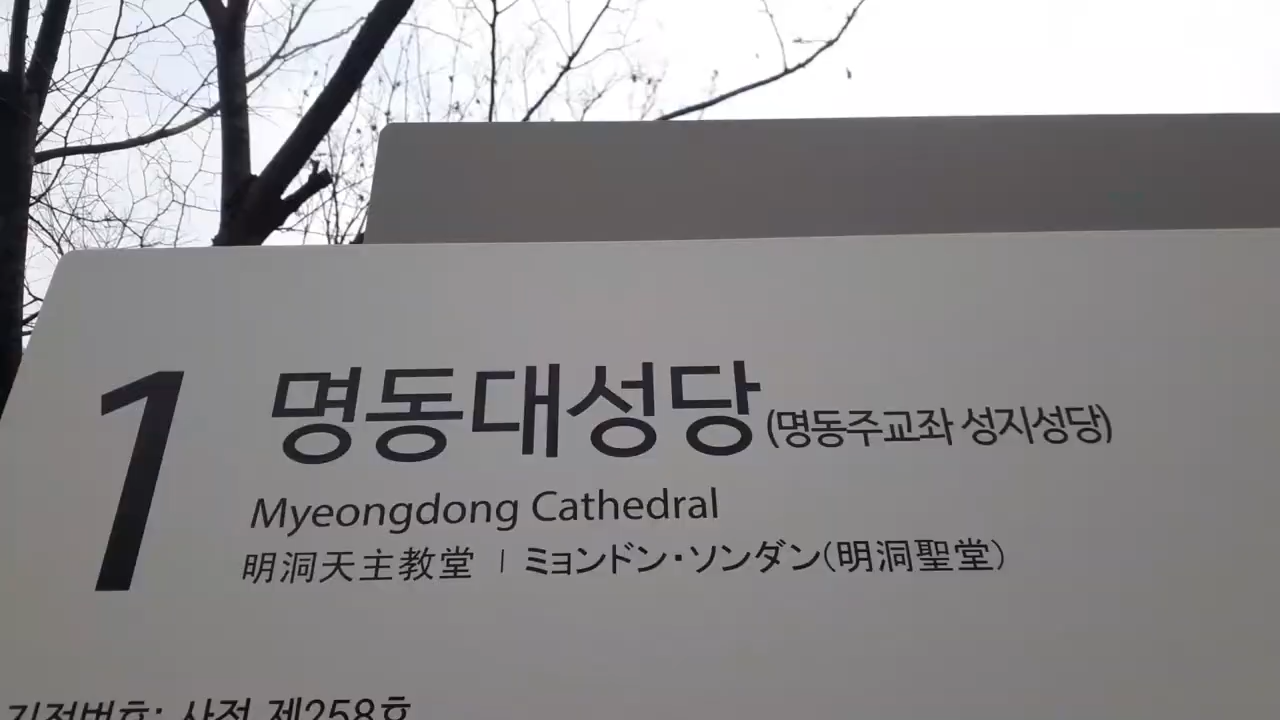 1
명동대성당(명동주교좌 성지성당)
Myeongdong Cathedral
明洞天主教堂 | ミョンドン・ソンダン(明洞聖堂)
지정번호: 사적 제258호